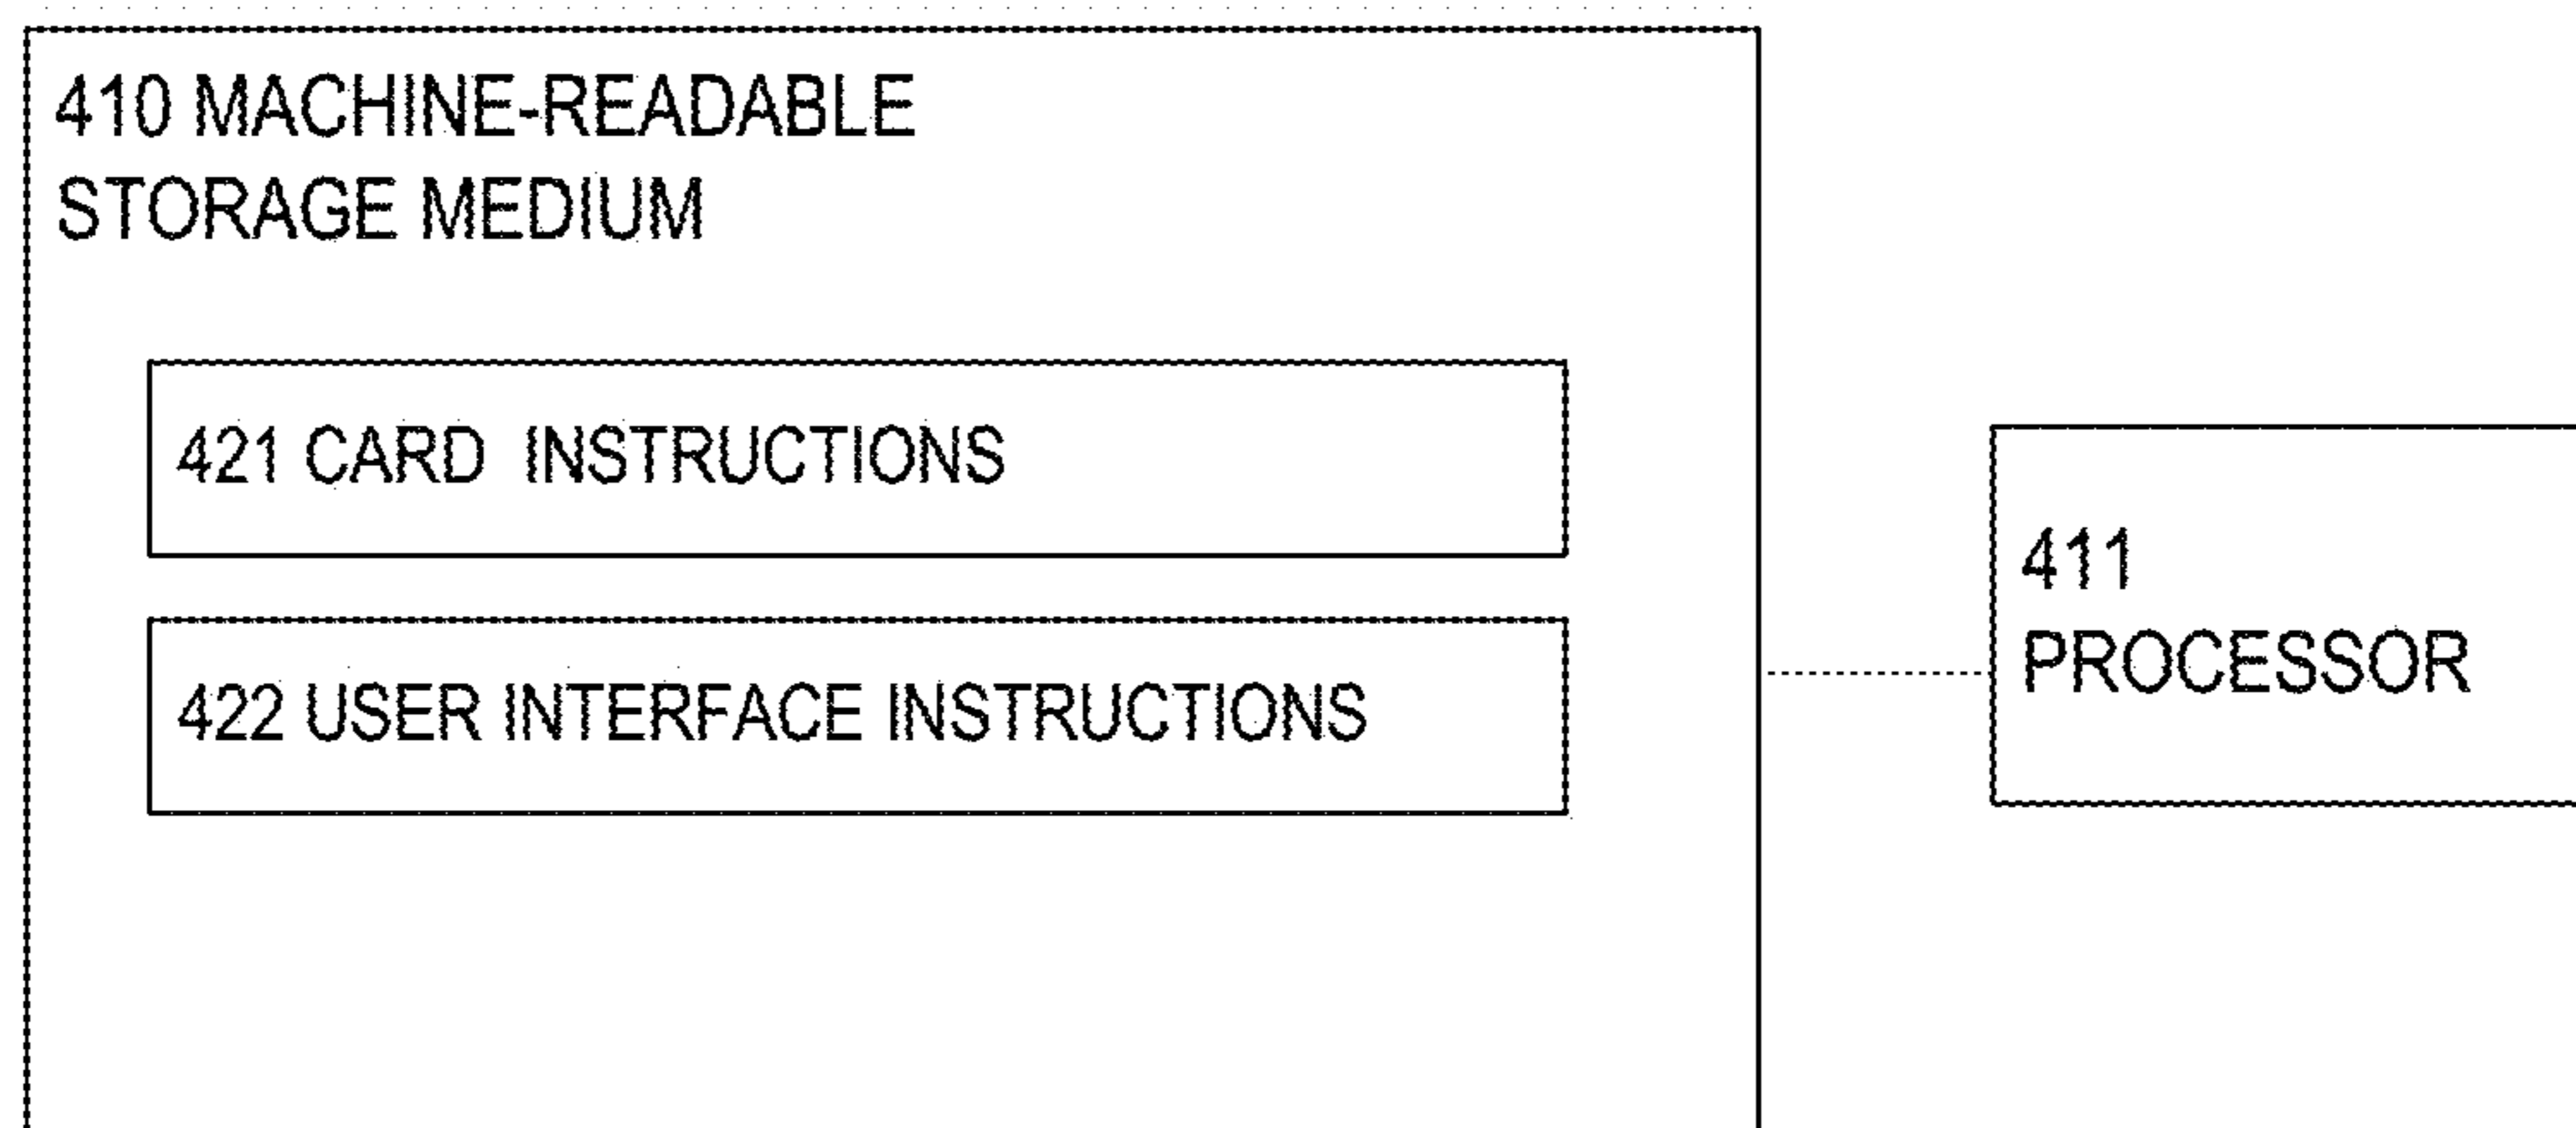 410 MACHINE-READABLE
STORAGE MEDIUM
421 CARD INSTRUCTIONS
422 USER INTERFACE INSTRUCTIONS
411
PROCESSOR